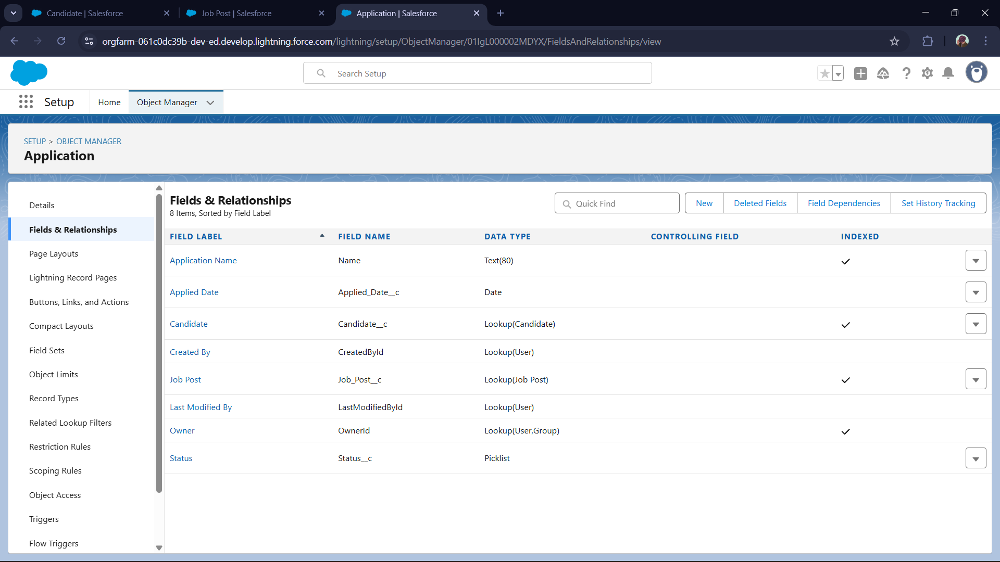 Candidate | Salesforce
Job Post | Salesforce
Application | Salesforce
orgfarm-061c0dc39b-dev-ed.develop.lightning.force.com/lightning/setup/ObjectManager/01IgL000002MDYX/FieldsAndRelationships/view
Search Setup
Setup
Home
Object Manager
SETUP > OBJECT MANAGER
Application
Details
Fields & Relationships
Page Layouts
Lightning Record Pages
Buttons, Links, and Actions
Compact Layouts
Field Sets
Object Limits
Record Types
Related Lookup Filters
Restriction Rules
Scoping Rules
Object Access
Triggers
Flow Triggers
Fields & Relationships
8 Items, Sorted by Field Label
Quick Find
New
Deleted Fields
Field Dependencies
Set History Tracking
FIELD LABEL FIELD NAME DATA TYPE CONTROLLING FIELD INDEXED
Application Name Name Text(80)
Applied Date Applied_Date__c Date
Candidate Candidate__c Lookup(Candidate)
Created By CreatedById Lookup(User)
Job Post Job_Post__c Lookup(Job Post)
Last Modified By LastModifiedById Lookup(User)
Owner OwnerId Lookup(User,Group)
Status Status__c Picklist